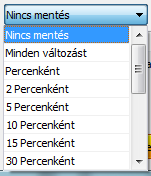 Nincs mentés
Nincs mentés
Minden változást
Percenként
2 Percenként
5 Percenként
10 Percenként
15 Percenként
30 Percenként